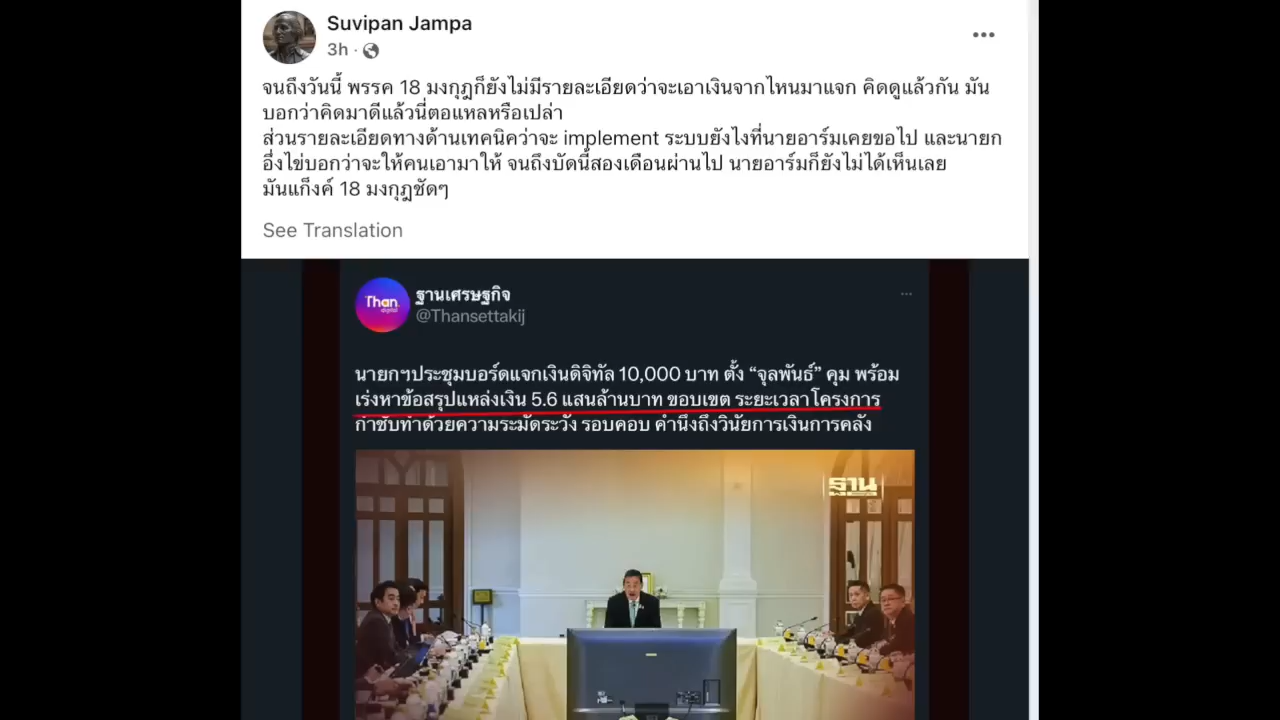 Suvipan Jampa
3h ·
จนถึงวันนี้ พรรค 18 มงกุฎก็ยังไม่มีรายละเอียดว่าจะเอาเงินจากไหนมาแจก คิดดูแล้วกัน มัน
บอกว่าคิดมาดีแล้วนี่ตอแหลหรือเปล่า
ส่วนรายละเอียดทางด้านเทคนิคว่าจะ implement ระบบยังไงที่นายอาร์มเคยขอไป และนายก
อึ่งไข่บอกว่าจะให้คนเอามาให้ จนถึงบัดนี้สองเดือนผ่านไป นายอาร์มก็ยังไม่ได้เห็นเลย
มันแก็งค์ 18 มงกุฎชัดๆ
See Translation
Than
digital
ฐานเศรษฐกิจ
@Thansettakij
นายกฯประชุมบอร์ดแจกเงินดิจิทัล 10,000 บาท ตั้ง “จุลพันธ์” คุม พร้อม
เร่งหาข้อสรุปแหล่งเงิน 5.6 แสนล้านบาท ขอบเขต ระยะเวลาโครงการ
กำชับทำด้วยความระมัดระวัง รอบคอบ คำนึงถึงวินัยการเงินการคลัง
ฐาน